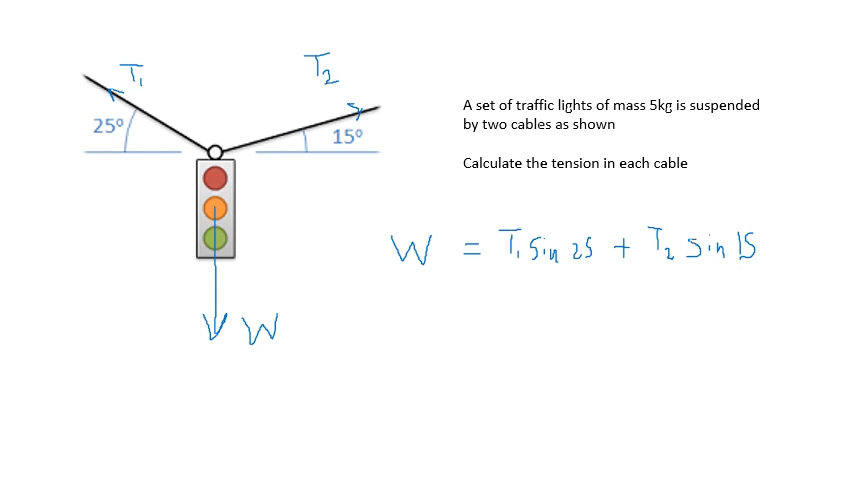 T₁
T₂
25°
15°
A set of traffic lights of mass 5kg is suspended
by two cables as shown
Calculate the tension in each cable
W = T₁ sin 25 + T₂ sin 15
W